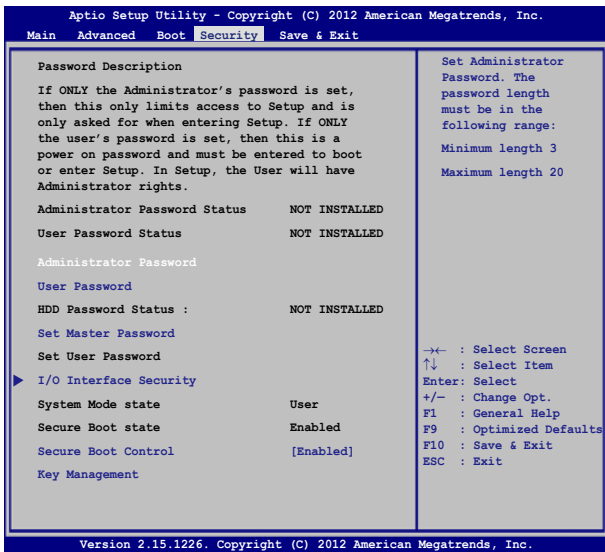 Aptio Setup Utility - Copyright (C) 2012 American Megatrends, Inc.
Main Advanced Boot Security Save & Exit
Password Description
If ONLY the Administrator's password is set,
then this only limits access to Setup and is
only asked for when entering Setup. If ONLY
the user's password is set, then this is a
power on password and must be entered to boot
or enter Setup. In Setup, the User will have
Administrator rights.
Administrator Password Status NOT INSTALLED
User Password Status NOT INSTALLED
Administrator Password
User Password
HDD Password Status : NOT INSTALLED
Set Master Password
Set User Password
I/O Interface Security
System Mode state User
Secure Boot state Enabled
Secure Boot Control [Enabled]
Key Management
Set Administrator
Password. The
password length
must be in the
following range:
Minimum length 3
Maximum length 20
→← : Select Screen
↑↓ : Select Item
Enter: Select
+/— : Change Opt.
F1 : General Help
F9 : Optimized Defaults
F10 : Save & Exit
ESC : Exit
Version 2.15.1226. Copyright (C) 2012 American Megatrends, Inc.